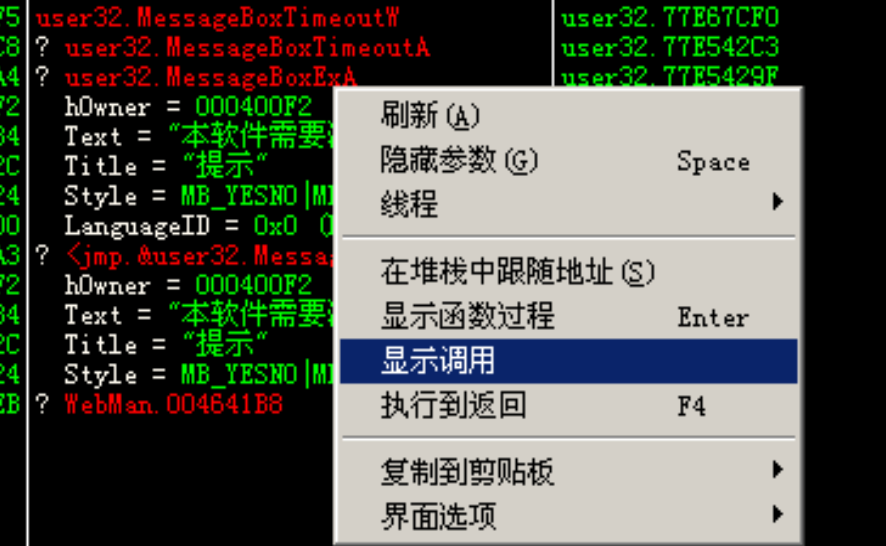 F5 user32.MessageBoxTimeoutW user32.77E67CF0
C8 ? user32.MessageBoxTimeoutA user32.77E542C3
A4 ? user32.MessageBoxExA user32.77E5429F
F2 hOwner = 000400F2
34 Text = "本软件需要
2C Title = "提示"
24 Style = MB_YESNO|M
00 LanguageID = 0x0 (
A3 ? <jmp.&user32.Messa
F2 hOwner = 000400F2
34 Text = "本软件需要
2C Title = "提示"
24 Style = MB_YESNO|M
EB ? WebMan.004641B8
刷新(A)
隐藏参数(G) Space
线程
在堆栈中跟随地址(S)
显示函数过程 Enter
显示调用
执行到返回 F4
复制到剪贴板
界面选项